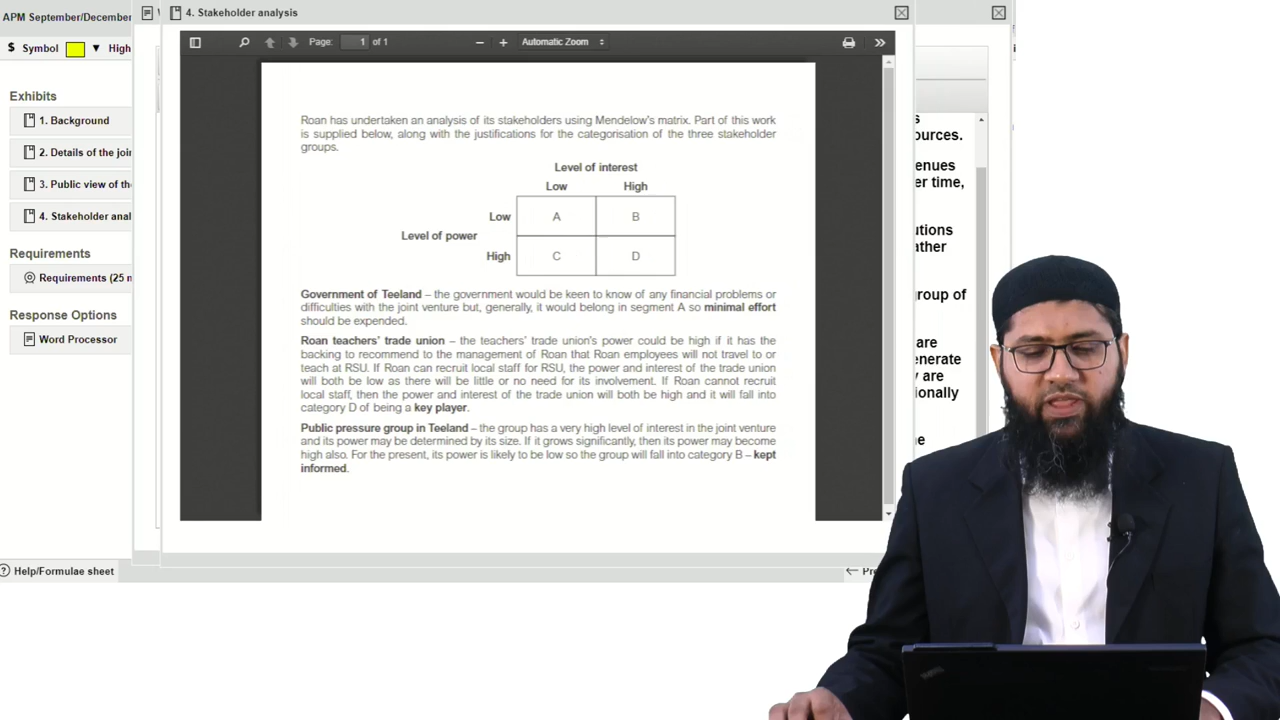 APM September/December
4. Stakeholder analysis
$ Symbol
High
Page: 1 of 1
Automatic Zoom
Exhibits
1. Background
2. Details of the joi
3. Public view of th
4. Stakeholder anal
Requirements
Requirements (25 m
Response Options
Word Processor
Roan has undertaken an analysis of its stakeholders using Mendelow's matrix. Part of this work
is supplied below, along with the justifications for the categorisation of the three stakeholder
groups.
Level of interest
Low High
Low A B
Level of power
High C D
Government of Teeland – the government would be keen to know of any financial problems or
difficulties with the joint venture but, generally, it would belong in segment A so minimal effort
should be expended.
Roan teachers' trade union – the teachers' trade union's power could be high if it has the
backing to recommend to the management of Roan that Roan employees will not travel to or
teach at RSU. If Roan can recruit local staff for RSU, the power and interest of the trade union
will both be low as there will be little or no need for its involvement. If Roan cannot recruit
local staff, then the power and interest of the trade union will both be high and it will fall into
category D of being a key player.
Public pressure group in Teeland – the group has a very high level of interest in the joint venture
and its power may be determined by its size. If it grows significantly, then its power may become
high also. For the present, its power is likely to be low so the group will fall into category B – kept
informed.
s
ources.
enues
er time,
utions
ather
group of
are
enerate
y are
ionally
he
Help/Formulae sheet
Pre